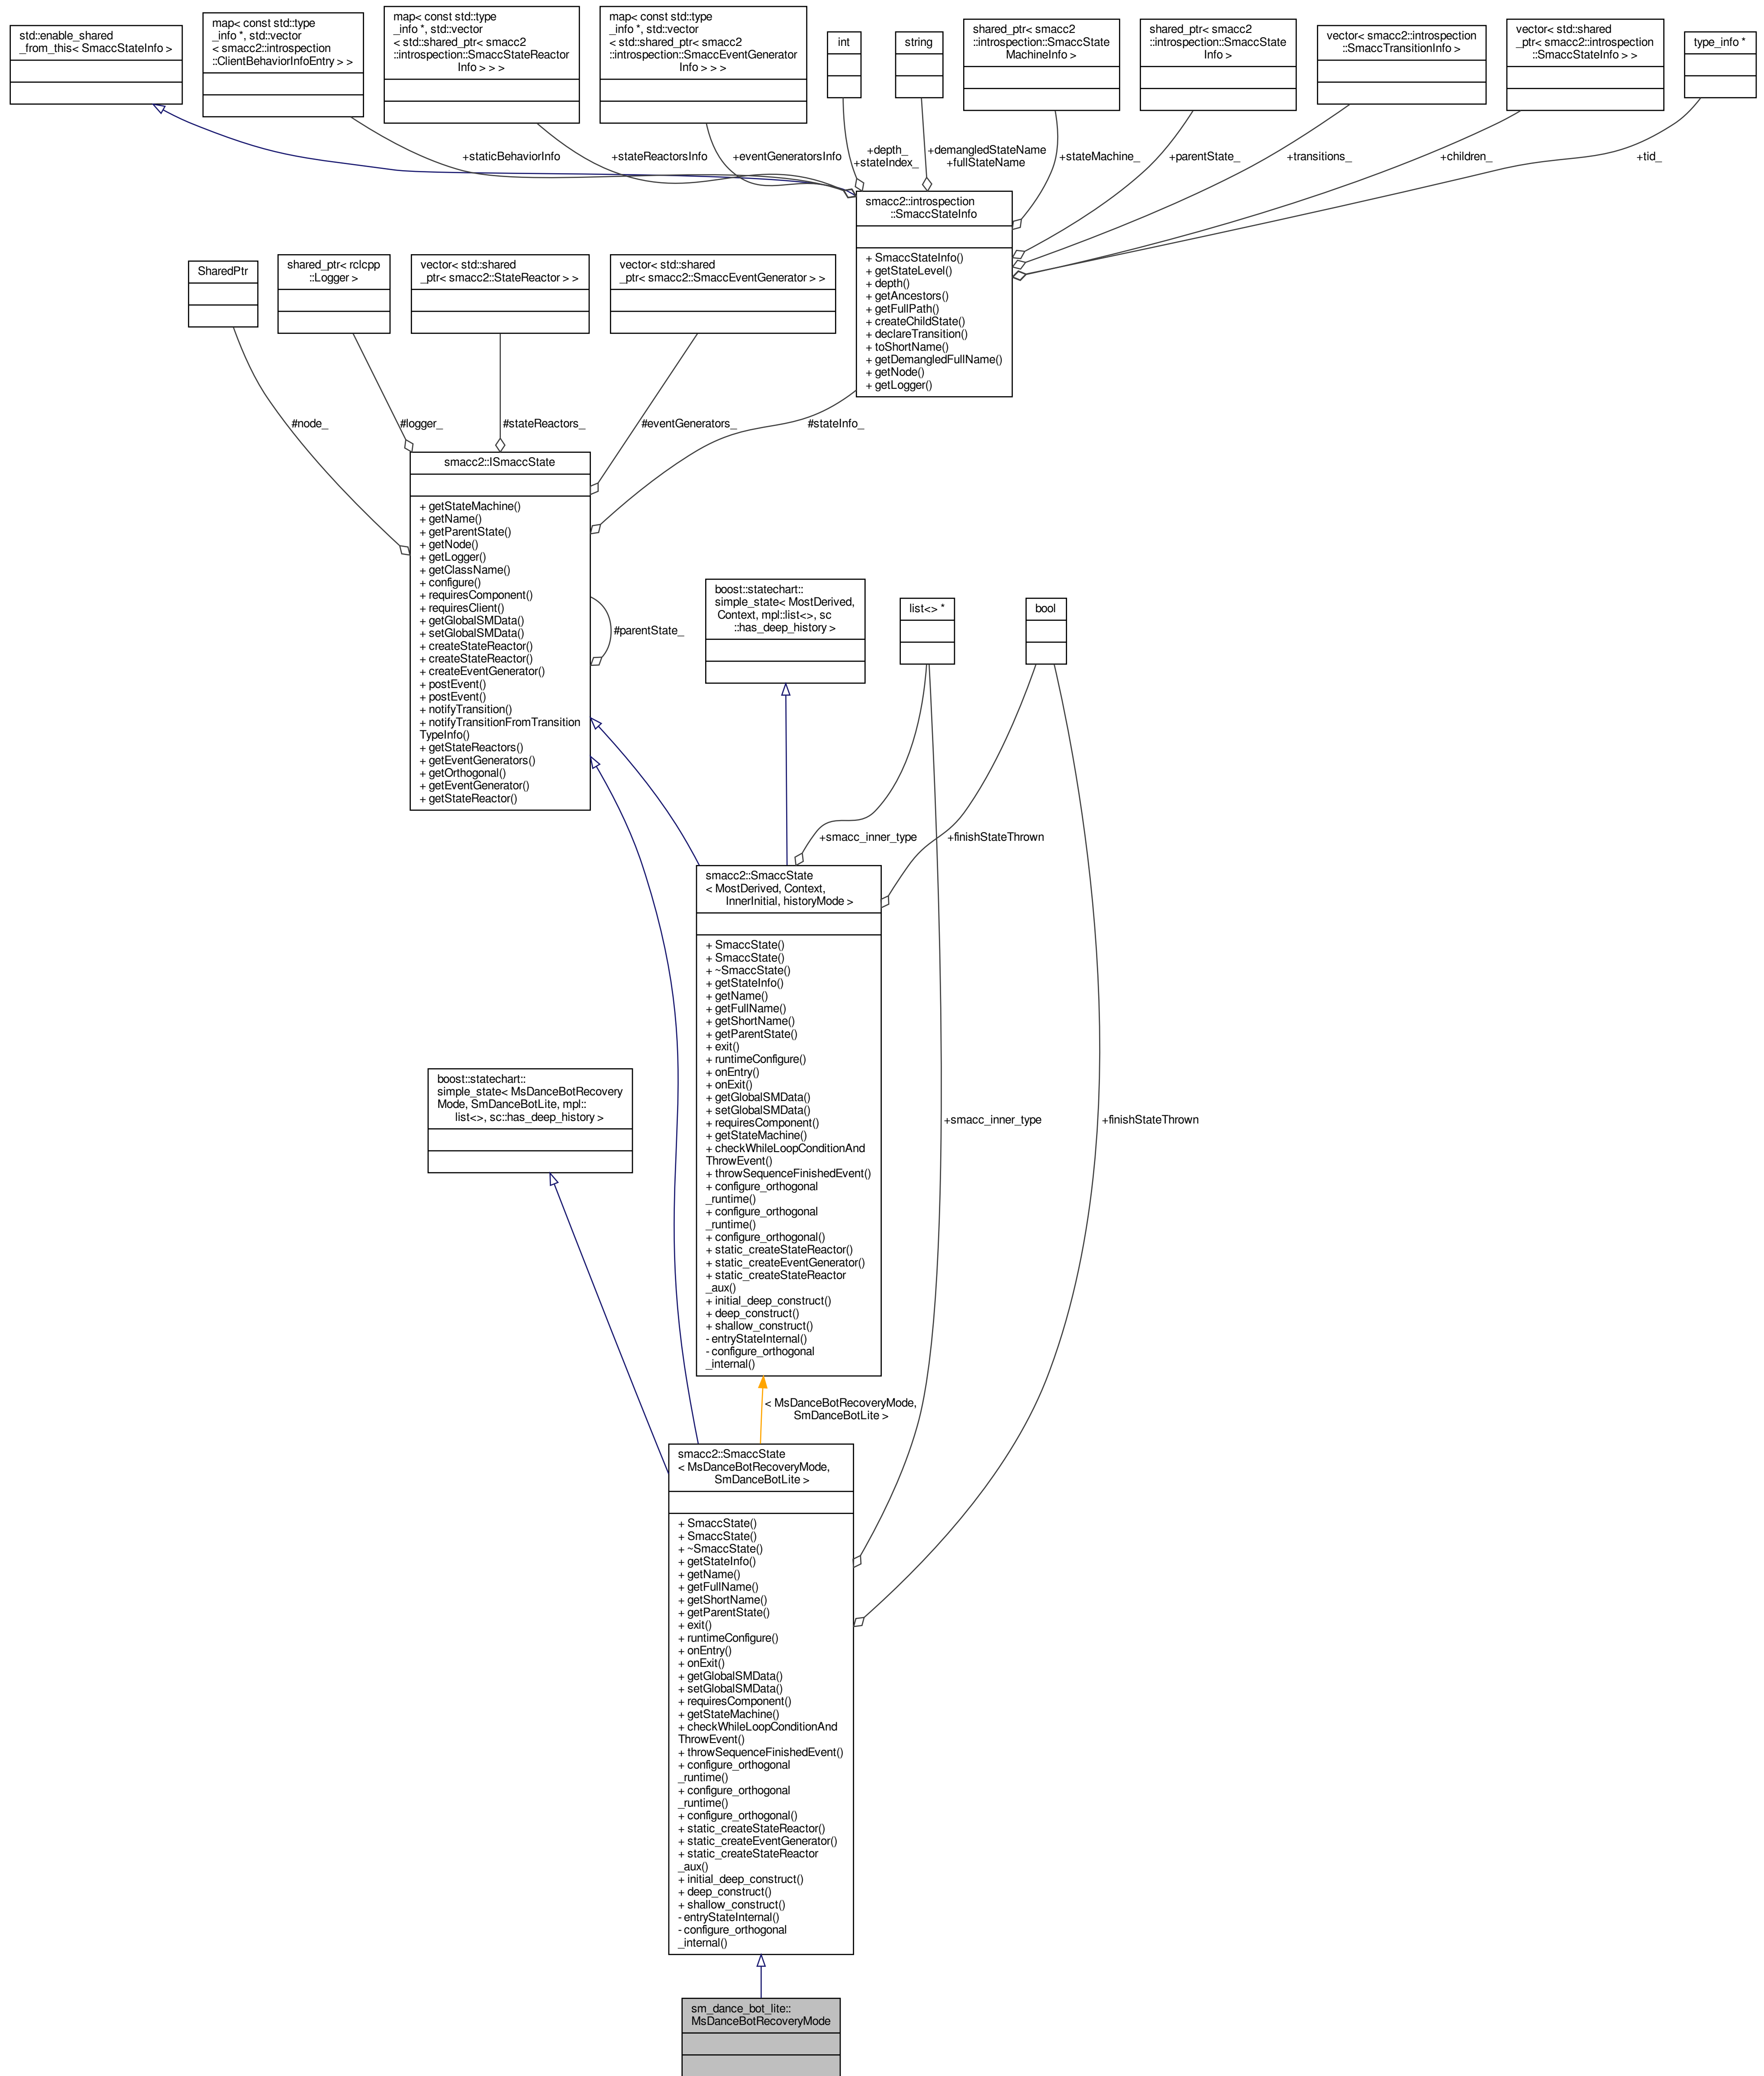 std::enable_shared
_from_this< SmaccStateInfo >
map< const std::type
_info *, std::vector
< smacc2::introspection
::ClientBehaviorInfoEntry > >
map< const std::type
_info *, std::vector
< std::shared_ptr< smacc2
::introspection::SmaccStateReactor
Info > > >
map< const std::type
_info *, std::vector
< std::shared_ptr< smacc2
::introspection::SmaccEventGenerator
Info > > >
int
string
shared_ptr< smacc2
::introspection::SmaccState
MachineInfo >
shared_ptr< smacc2
::introspection::SmaccState
Info >
vector< smacc2::introspection
::SmaccTransitionInfo >
vector< std::shared
_ptr< smacc2::introspection
::SmaccStateInfo > >
type_info *
+staticBehaviorInfo
+stateReactorsInfo
+eventGeneratorsInfo
+depth_
+stateIndex_
+demangledStateName
+fullStateName
+stateMachine_
+parentState_
+transitions_
+children_
+tid_
smacc2::introspection
::SmaccStateInfo
+ SmaccStateInfo()
+ getStateLevel()
+ depth()
+ getAncestors()
+ getFullPath()
+ createChildState()
+ declareTransition()
+ toShortName()
+ getDemangledFullName()
+ getNode()
+ getLogger()
SharedPtr
shared_ptr< rclcpp
::Logger >
vector< std::shared
_ptr< smacc2::StateReactor > >
vector< std::shared
_ptr< smacc2::SmaccEventGenerator > >
#node_
#logger_
#stateReactors_
#eventGenerators_
#stateInfo_
smacc2::ISmaccState
+ getStateMachine()
+ getName()
+ getParentState()
+ getNode()
+ getLogger()
+ getClassName()
+ configure()
+ requiresComponent()
+ requiresClient()
+ getGlobalSMData()
+ setGlobalSMData()
+ createStateReactor()
+ createStateReactor()
+ createEventGenerator()
+ postEvent()
+ postEvent()
+ notifyTransition()
+ notifyTransitionFromTransition
TypeInfo()
+ getStateReactors()
+ getEventGenerators()
+ getOrthogonal()
+ getEventGenerator()
+ getStateReactor()
#parentState_
boost::statechart::
simple_state< MostDerived,
Context, mpl::list<>, sc
::has_deep_history >
list<> *
bool
+smacc_inner_type
+finishStateThrown
smacc2::SmaccState
< MostDerived, Context,
InnerInitial, historyMode >
+ SmaccState()
+ SmaccState()
+ ~SmaccState()
+ getStateInfo()
+ getName()
+ getFullName()
+ getShortName()
+ getParentState()
+ exit()
+ runtimeConfigure()
+ onEntry()
+ onExit()
+ getGlobalSMData()
+ setGlobalSMData()
+ requiresComponent()
+ getStateMachine()
+ checkWhileLoopConditionAnd
ThrowEvent()
+ throwSequenceFinishedEvent()
+ configure_orthogonal
_runtime()
+ configure_orthogonal
_runtime()
+ configure_orthogonal()
+ static_createStateReactor()
+ static_createEventGenerator()
+ static_createStateReactor
_aux()
+ initial_deep_construct()
+ deep_construct()
+ shallow_construct()
- entryStateInternal()
- configure_orthogonal
_internal()
boost::statechart::
simple_state< MsDanceBotRecovery
Mode, SmDanceBotLite, mpl::
list<>, sc::has_deep_history >
+smacc_inner_type
+finishStateThrown
< MsDanceBotRecoveryMode,
SmDanceBotLite >
smacc2::SmaccState
< MsDanceBotRecoveryMode,
SmDanceBotLite >
+ SmaccState()
+ SmaccState()
+ ~SmaccState()
+ getStateInfo()
+ getName()
+ getFullName()
+ getShortName()
+ getParentState()
+ exit()
+ runtimeConfigure()
+ onEntry()
+ onExit()
+ getGlobalSMData()
+ setGlobalSMData()
+ requiresComponent()
+ getStateMachine()
+ checkWhileLoopConditionAnd
ThrowEvent()
+ throwSequenceFinishedEvent()
+ configure_orthogonal
_runtime()
+ configure_orthogonal
_runtime()
+ configure_orthogonal()
+ static_createStateReactor()
+ static_createEventGenerator()
+ static_createStateReactor
_aux()
+ initial_deep_construct()
+ deep_construct()
+ shallow_construct()
- entryStateInternal()
- configure_orthogonal
_internal()
sm_dance_bot_lite::
MsDanceBotRecoveryMode